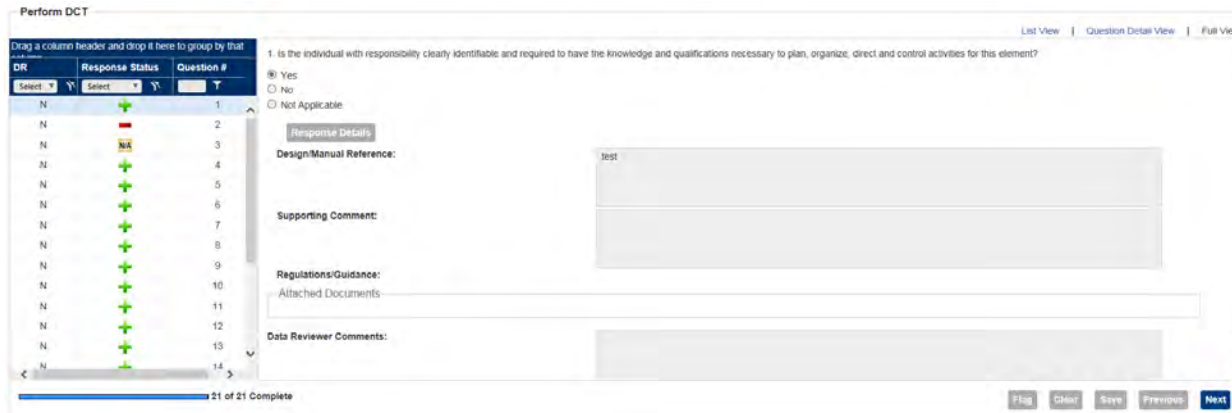 Perform DCT
List View | Question Detail View | Full Vie
Drag a column header and drop it here to group by that
DR Response Status Question #
Select Select
1. Is the individual with responsibility clearly identifiable and required to have the knowledge and qualifications necessary to plan, organize, direct and control activities for this element?
Yes
No
Not Applicable
N 1
N 2
N N/A 3
N 4
N 5
N 6
N 7
N 8
N 9
N 10
N 11
N 12
N 13
N 14
Response Details
Design/Manual Reference:
test
Supporting Comment:
Regulations/Guidance:
Attached Documents
Data Reviewer Comments:
21 of 21 Complete
Flag Clear Save Previous Next